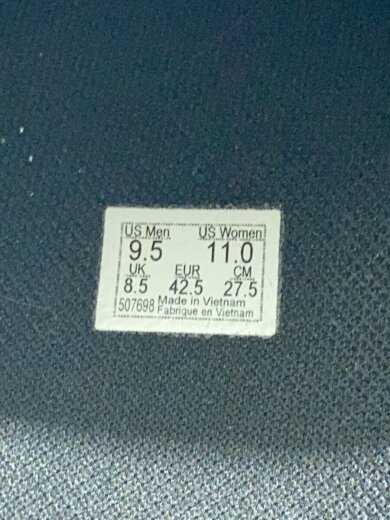 US Men US Women
9.5 11.0
UK EUR CM
8.5 42.5 27.5
507698 Made in Vietnam
Fabrique en Vietnam